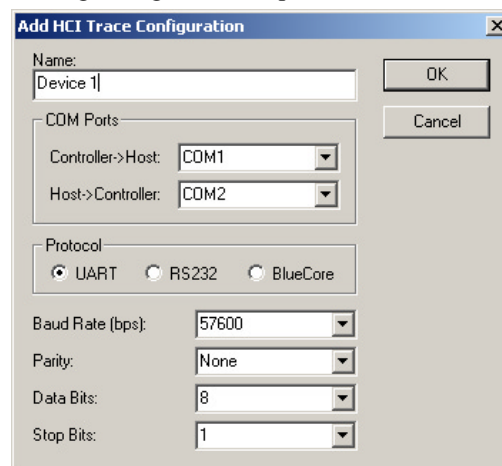 Add HCI Trace Configuration
Name:
Device 1
OK
Cancel
COM Ports
Controller->Host: COM1
Host->Controller: COM2
Protocol
UART RS232 BlueCore
Baud Rate (bps): 57600
Parity: None
Data Bits: 8
Stop Bits: 1